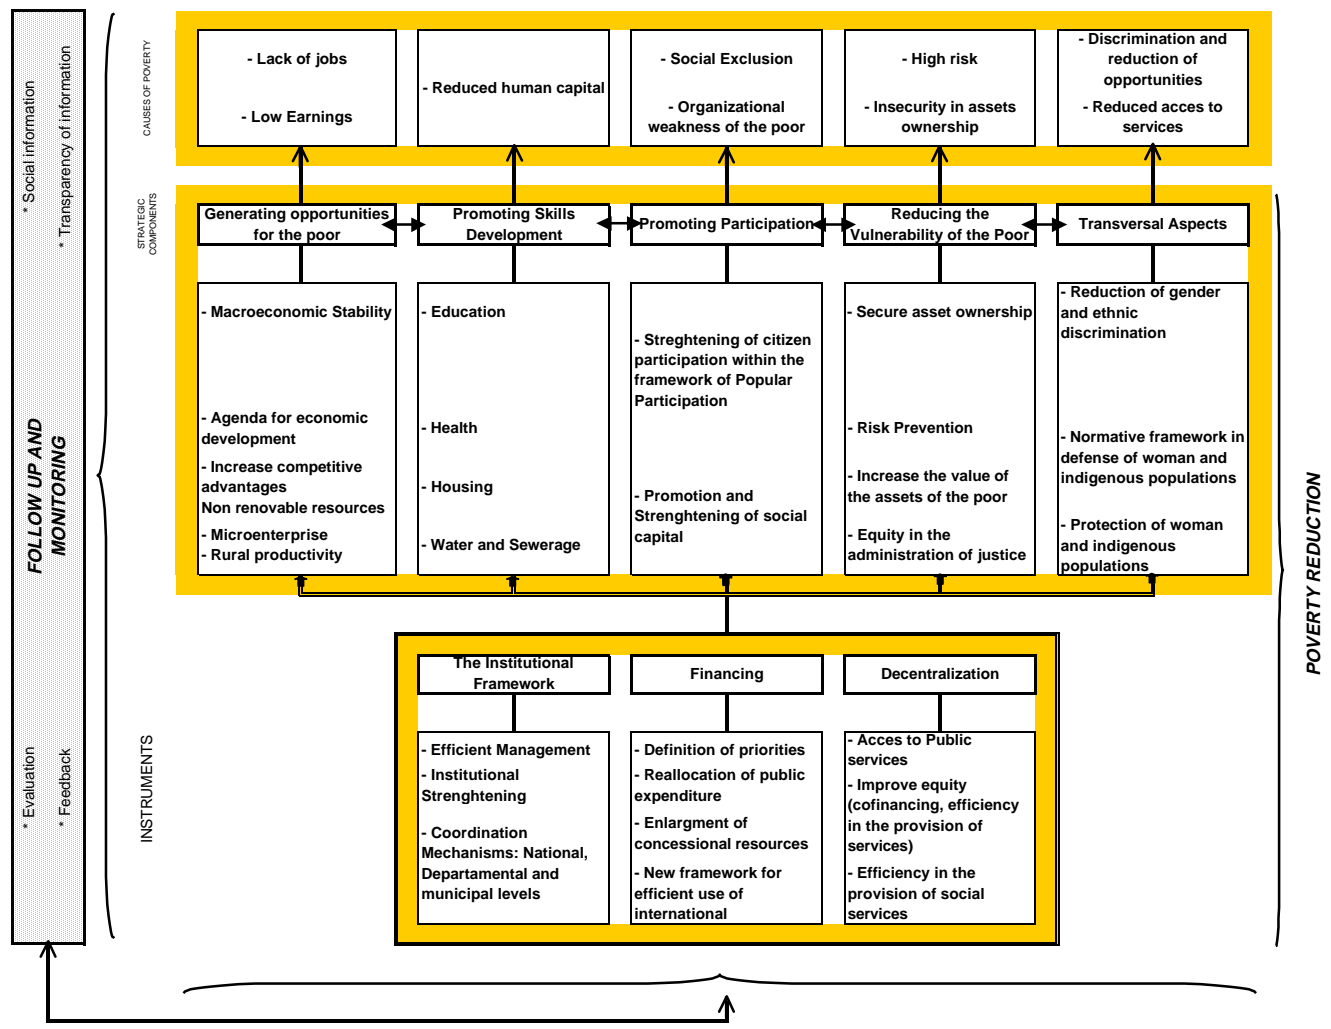 * Social information
* Transparency of information
FOLLOW UP AND
MONITORING
* Evaluation
* Feedback
CAUSES OF POVERTY
- Lack of jobs
- Low Earnings
- Reduced human capital
- Social Exclusion
- Organizational
weakness of the poor
- High risk
- Insecurity in assets
ownership
- Discrimination and
reduction of
opportunities
- Reduced acces to
services
STRATEGIC
COMPONENTS
Generating opportunities
for the poor
Promoting Skills
Development
Promoting Participation
Reducing the
Vulnerability of the Poor
Transversal Aspects
- Macroeconomic Stability
- Agenda for economic
development
- Increase competitive
advantages
Non renovable resources
- Microenterprise
- Rural productivity
- Education
- Health
- Housing
- Water and Sewerage
- Streghtening of citizen
participation within the
framework of Popular
Participation
- Promotion and
Strenghtening of social
capital
- Secure asset ownership
- Risk Prevention
- Increase the value of
the assets of the poor
- Equity in the
administration of justice
- Reduction of gender
and ethnic
discrimination
- Normative framework in
defense of woman and
indigenous populations
- Protection of woman
and indigenous
populations
POVERTY REDUCTION
INSTRUMENTS
The Institutional
Framework
Financing
Decentralization
- Efficient Management
- Institutional
Strenghtening
- Coordination
Mechanisms: National,
Departamental and
municipal levels
- Definition of priorities
- Reallocation of public
expenditure
- Enlargment of
concessional resources
- New framework for
efficient use of
international
- Acces to Public
services
- Improve equity
(cofinancing, efficiency
in the provision of
services)
- Efficiency in the
provision of social
services